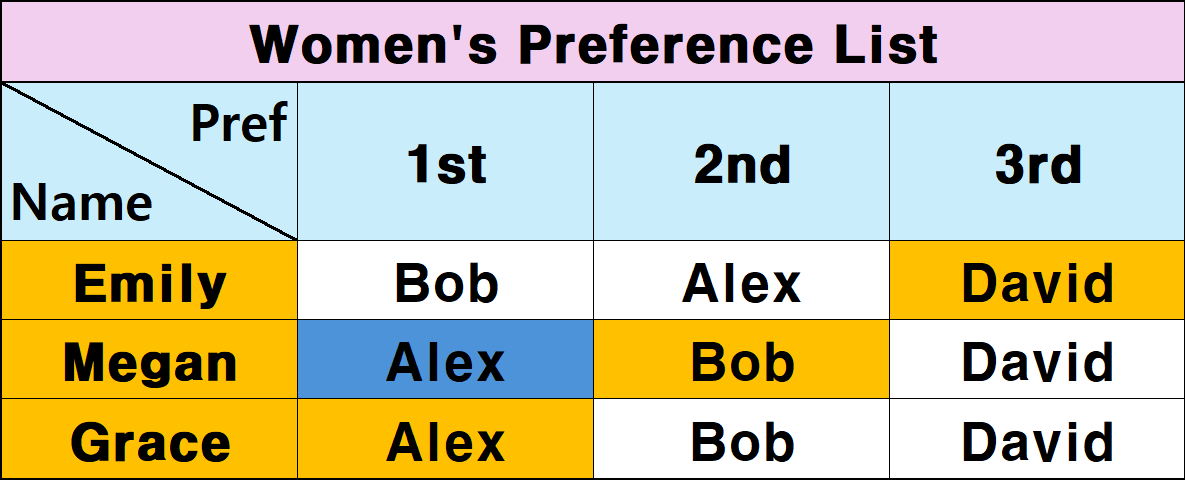 Women's Preference List
Pref
Name
1st 2nd 3rd
Emily Bob Alex David
Megan Alex Bob David
Grace Alex Bob David